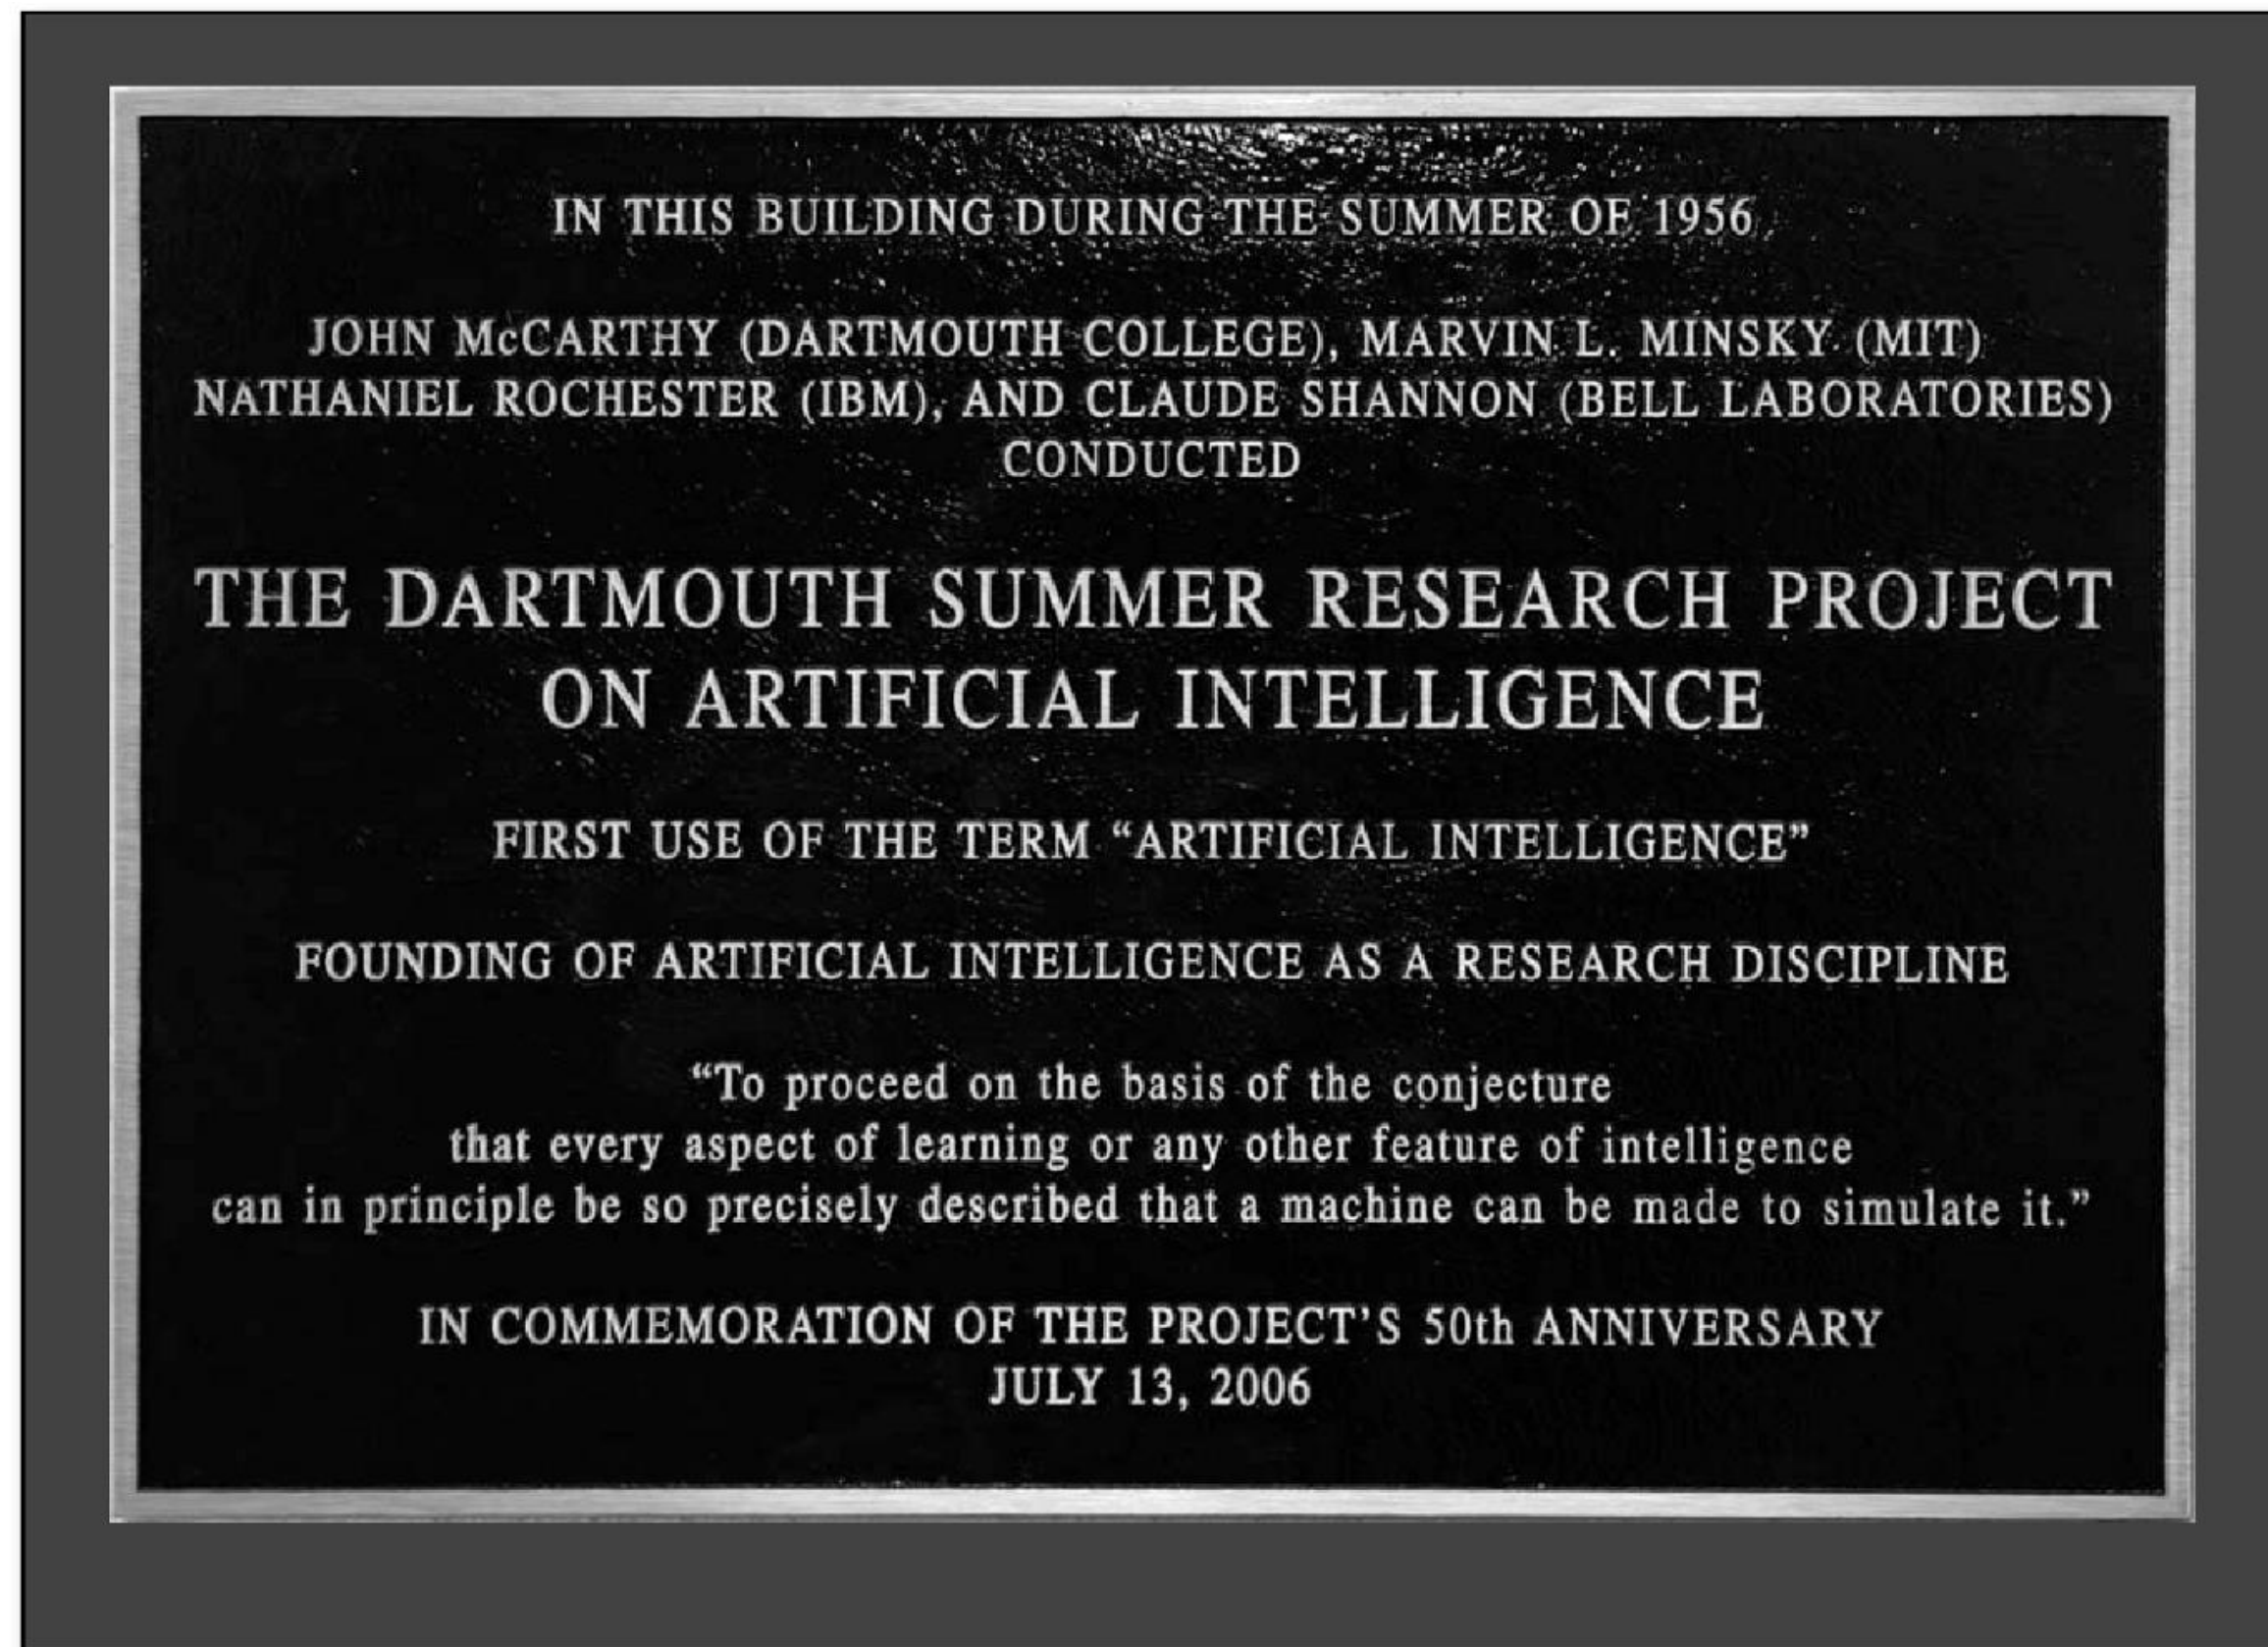 IN THIS BUILDING DURING THE SUMMER OF 1956
JOHN McCARTHY (DARTMOUTH COLLEGE), MARVIN L. MINSKY (MIT)
NATHANIEL ROCHESTER (IBM), AND CLAUDE SHANNON (BELL LABORATORIES)
CONDUCTED
THE DARTMOUTH SUMMER RESEARCH PROJECT
ON ARTIFICIAL INTELLIGENCE
FIRST USE OF THE TERM “ARTIFICIAL INTELLIGENCE”
FOUNDING OF ARTIFICIAL INTELLIGENCE AS A RESEARCH DISCIPLINE
“To proceed on the basis of the conjecture
that every aspect of learning or any other feature of intelligence
can in principle be so precisely described that a machine can be made to simulate it.”
IN COMMEMORATION OF THE PROJECT'S 50th ANNIVERSARY
JULY 13, 2006